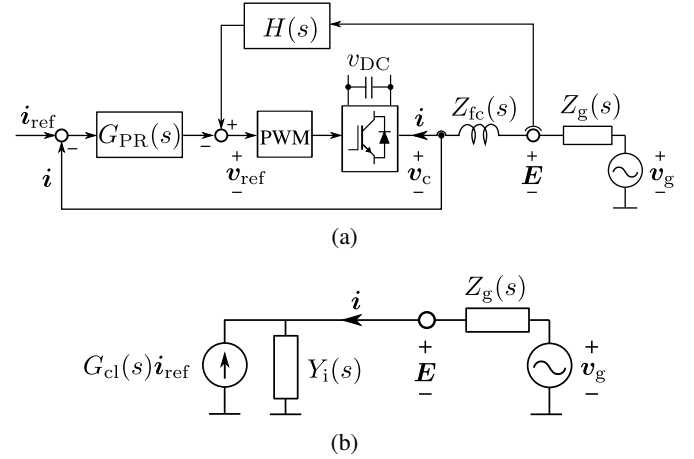 H(s)
v_DC
i_ref
−
G_PR(s)
−
+
PWM
i
Z_fc(s)
Z_g(s)
i
+
v_ref
−
+
v_c
−
+
E
−
+
v_g
−
(a)
i
Z_g(s)
G_cl(s)i_ref
Y_i(s)
+
E
−
+
v_g
−
(b)